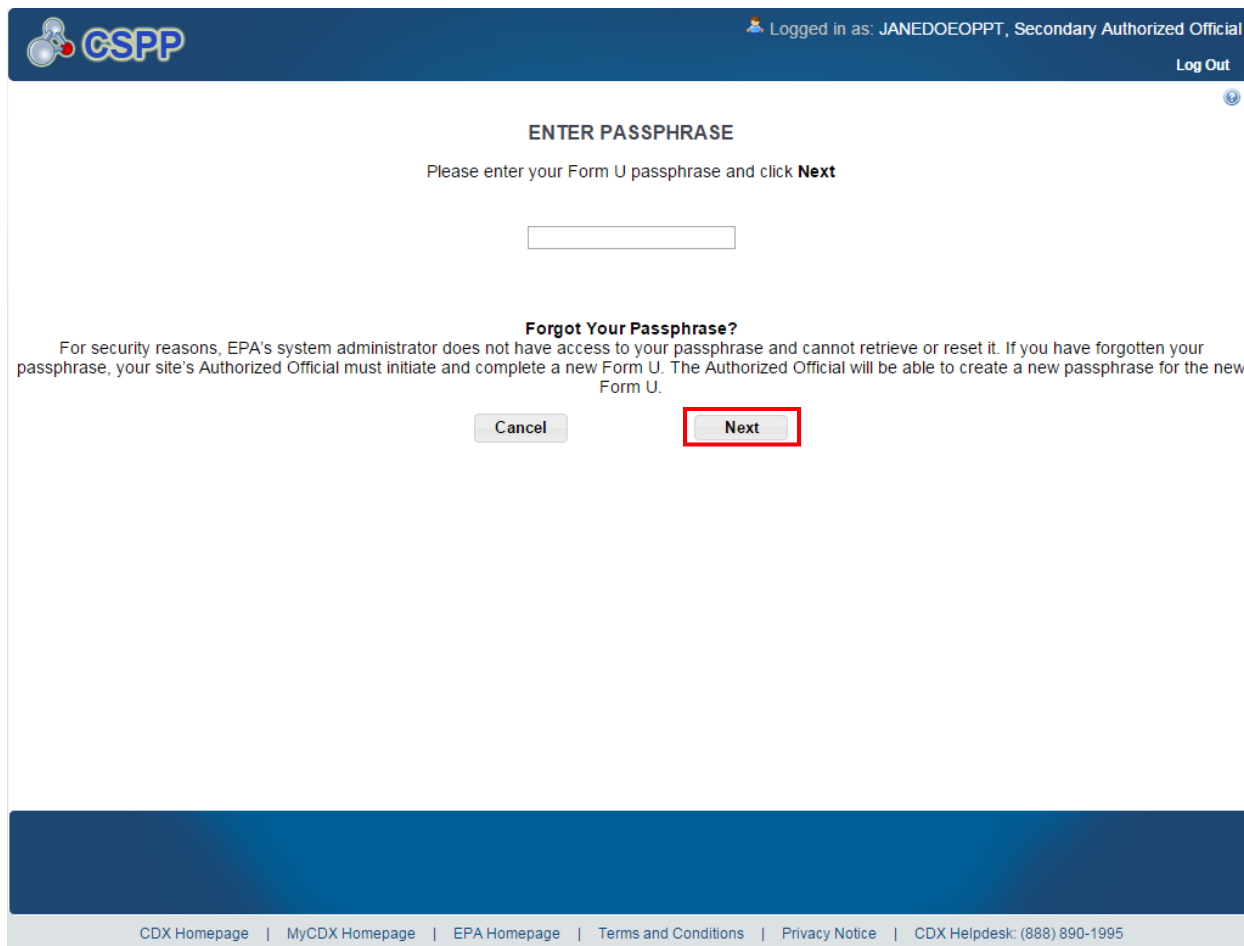 CSPP
Logged in as: JANEDOEOPPT, Secondary Authorized Official
Log Out
ENTER PASSPHRASE
Please enter your Form U passphrase and click Next
Forgot Your Passphrase?
For security reasons, EPA's system administrator does not have access to your passphrase and cannot retrieve or reset it. If you have forgotten your
passphrase, your site's Authorized Official must initiate and complete a new Form U. The Authorized Official will be able to create a new passphrase for the new
Form U.
Cancel Next
CDX Homepage | MyCDX Homepage | EPA Homepage | Terms and Conditions | Privacy Notice | CDX Helpdesk: (888) 890-1995